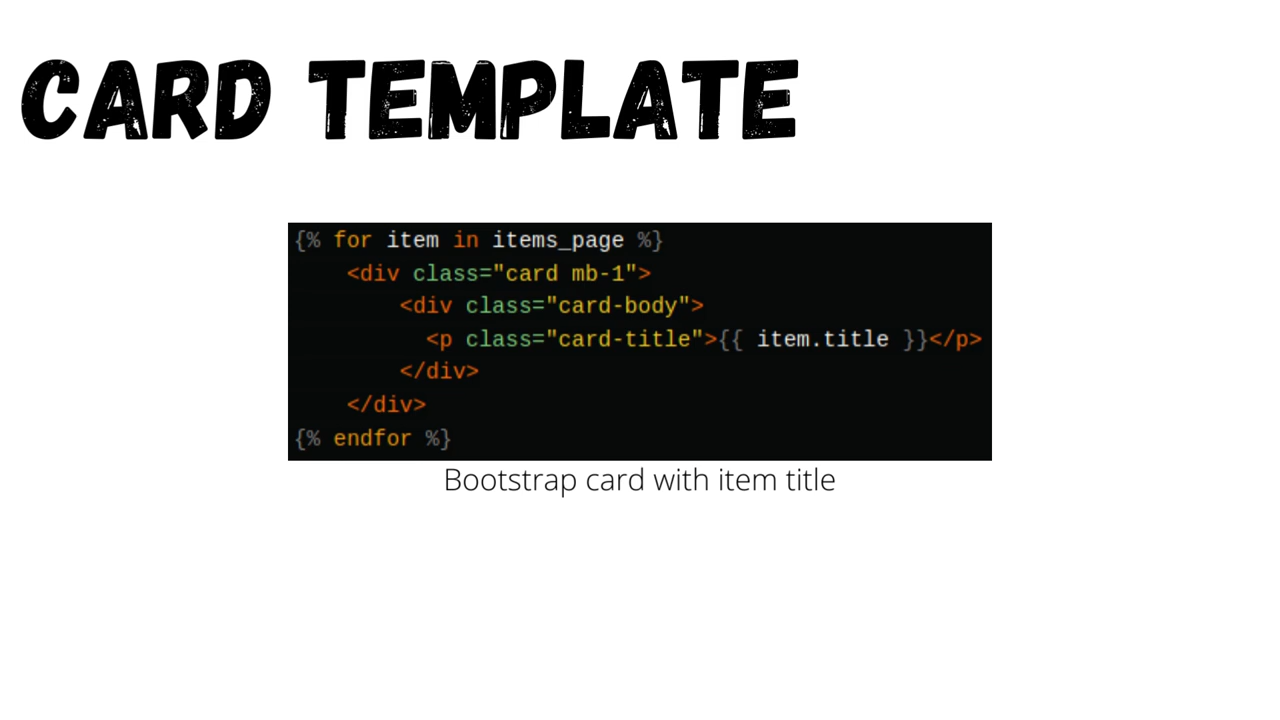 CARD TEMPLATE
{% for item in items_page %}
<div class="card mb-1">
<div class="card-body">
<p class="card-title">{{ item.title }}</p>
</div>
</div>
{% endfor %}
Bootstrap card with item title